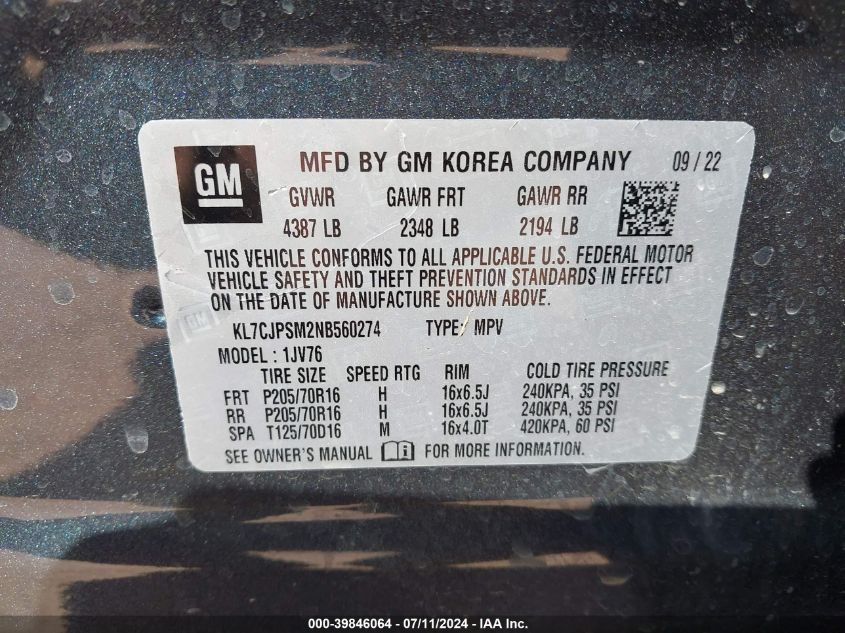 GM MFD BY GM KOREA COMPANY 09 / 22
GVWR GAWR FRT GAWR RR
4387 LB 2348 LB 2194 LB
THIS VEHICLE CONFORMS TO ALL APPLICABLE U.S. FEDERAL MOTOR
VEHICLE SAFETY AND THEFT PREVENTION STANDARDS IN EFFECT
ON THE DATE OF MANUFACTURE SHOWN ABOVE.
KL7CJPSM2NB560274 TYPE: MPV
MODEL : 1JV76
TIRE SIZE SPEED RTG RIM COLD TIRE PRESSURE
FRT P205/70R16 H 16x6.5J 240KPA, 35 PSI
RR P205/70R16 H 16x6.5J 240KPA, 35 PSI
SPA T125/70D16 M 16x4.0T 420KPA, 60 PSI
SEE OWNER'S MANUAL FOR MORE INFORMATION.
000-39846064 - 07/11/2024 - IAA Inc.